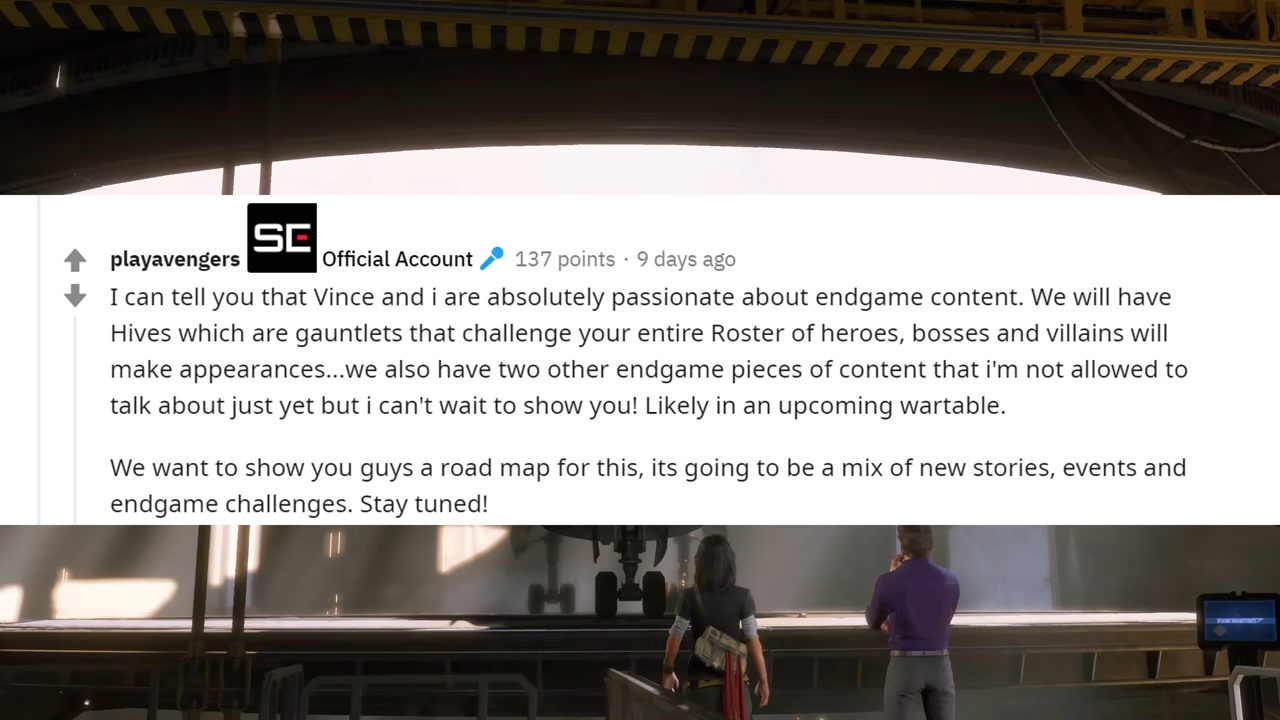 playavengers SE Official Account 137 points · 9 days ago
I can tell you that Vince and i are absolutely passionate about endgame content. We will have
Hives which are gauntlets that challenge your entire Roster of heroes, bosses and villains will
make appearances...we also have two other endgame pieces of content that i'm not allowed to
talk about just yet but i can't wait to show you! Likely in an upcoming wartable.
We want to show you guys a road map for this, its going to be a mix of new stories, events and
endgame challenges. Stay tuned!